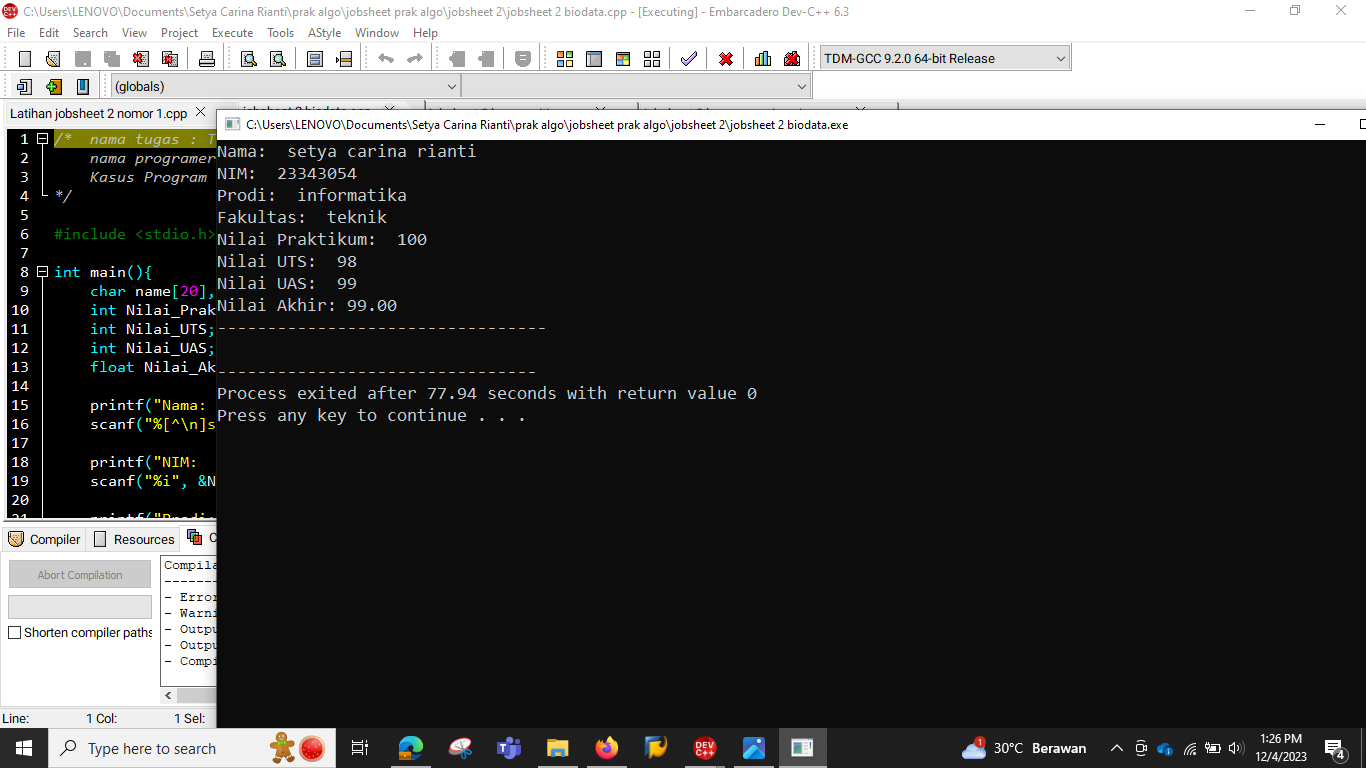 C:\Users\LENOVO\Documents\Setya Carina Rianti\prak algo\jobsheet prak algo\jobsheet 2\jobsheet 2 biodata.cpp - [Executing] - Embarcadero Dev-C++ 6.3
File Edit Search View Project Execute Tools AStyle Window Help
TDM-GCC 9.2.0 64-bit Release
(globals)
Latihan jobsheet 2 nomor 1.cpp
C:\Users\LENOVO\Documents\Setya Carina Rianti\prak algo\jobsheet prak algo\jobsheet 2\jobsheet 2 biodata.exe
1 /* nama tugas : T
2 nama programer
3 Kasus Program
4 */
5
6 #include <stdio.h>
7
8 int main(){
9 char name[20],
10 int Nilai_Prak
11 int Nilai_UTS;
12 int Nilai_UAS;
13 float Nilai_Ak
14
15 printf("Nama:
16 scanf("%[^\n]s
17
18 printf("NIM:
19 scanf("%i", &N
20
21 printf("Prodi:
Nama:  setya carina rianti
NIM:  23343054
Prodi:  informatika
Fakultas:  teknik
Nilai Praktikum:  100
Nilai UTS:  98
Nilai UAS:  99
Nilai Akhir: 99.00
---------------------------------
--------------------------------
Process exited after 77.94 seconds with return value 0
Press any key to continue . . .
Compiler Resources C
Abort Compilation
Shorten compiler paths
Compila
-------
- Error
- Warni
- Outpu
- Outpu
- Compi
Line: 1 Col: 1 Sel:
Type here to search
DEV C++
1
30°C Berawan
1:26 PM
12/4/2023
4